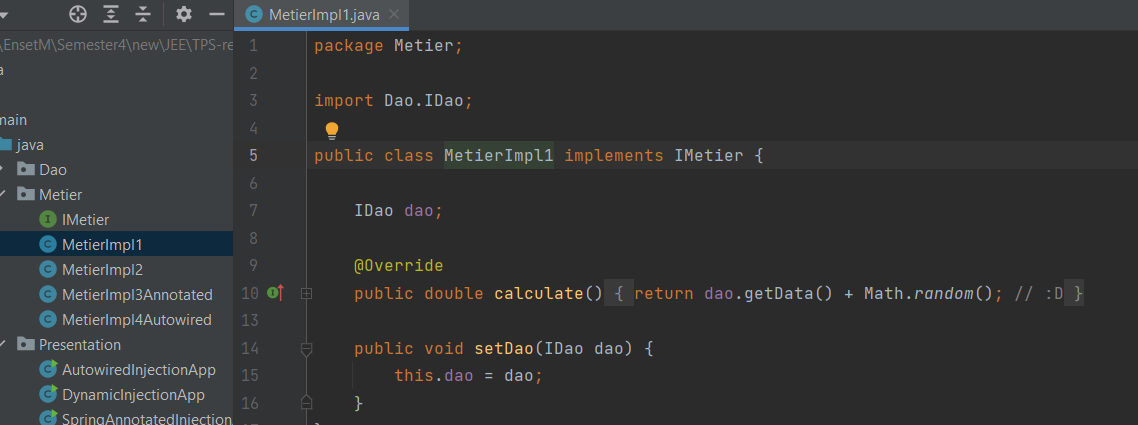 \EnsetM\Semester4\new\JEE\TPS-re
a
main
java
Dao
Metier
IMetier
MetierImpl1
MetierImpl2
MetierImpl3Annotated
MetierImpl4Autowired
Presentation
AutowiredInjectionApp
DynamicInjectionApp
SpringAnnotatedInjection
MetierImpl1.java
1 package Metier;
2
3 import Dao.IDao;
4
5 public class MetierImpl1 implements IMetier {
6
7 IDao dao;
8
9 @Override
10 public double calculate() { return dao.getData() + Math.random(); // :D }
13
14 public void setDao(IDao dao) {
15 this.dao = dao;
16 }